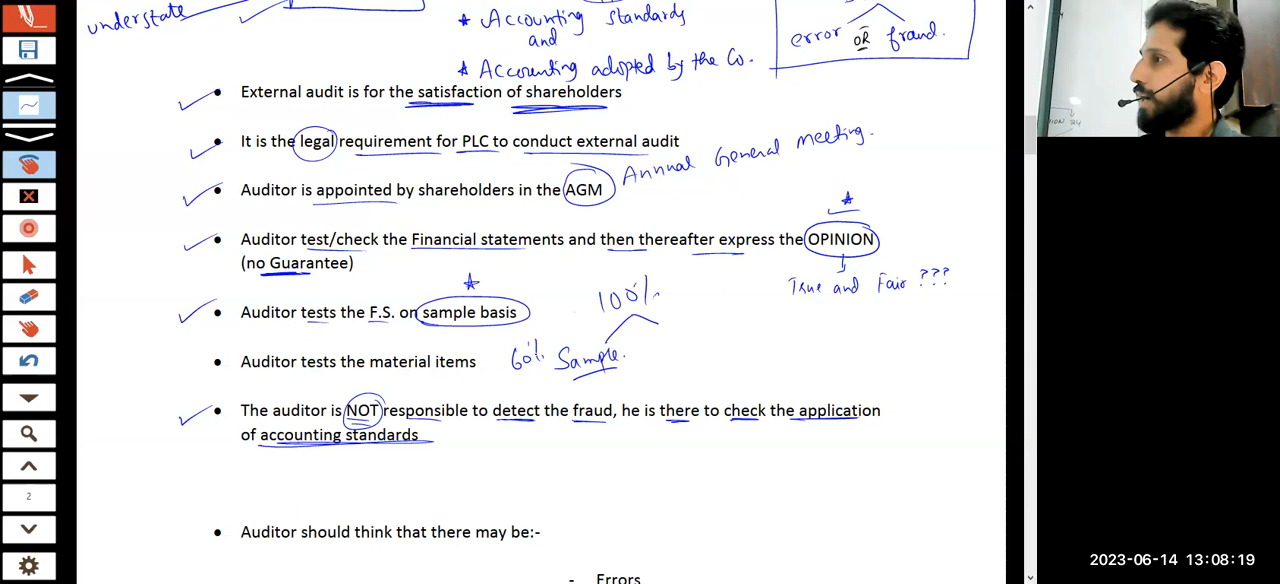 understate
* Accounting standards
and
* Accounting adopted by the Co.
error OR fraud.
• External audit is for the satisfaction of shareholders
• It is the legal requirement for PLC to conduct external audit
• Auditor is appointed by shareholders in the AGM
Annual General Meeting.
• Auditor test/check the Financial statements and then thereafter express the OPINION
(no Guarantee)
True and Fair ???
• Auditor tests the F.S. on sample basis
100%
• Auditor tests the material items
60% Sample.
• The auditor is NOT responsible to detect the fraud, he is there to check the application
of accounting standards
• Auditor should think that there may be:-
- Errors
2
2023-06-14 13:08:19